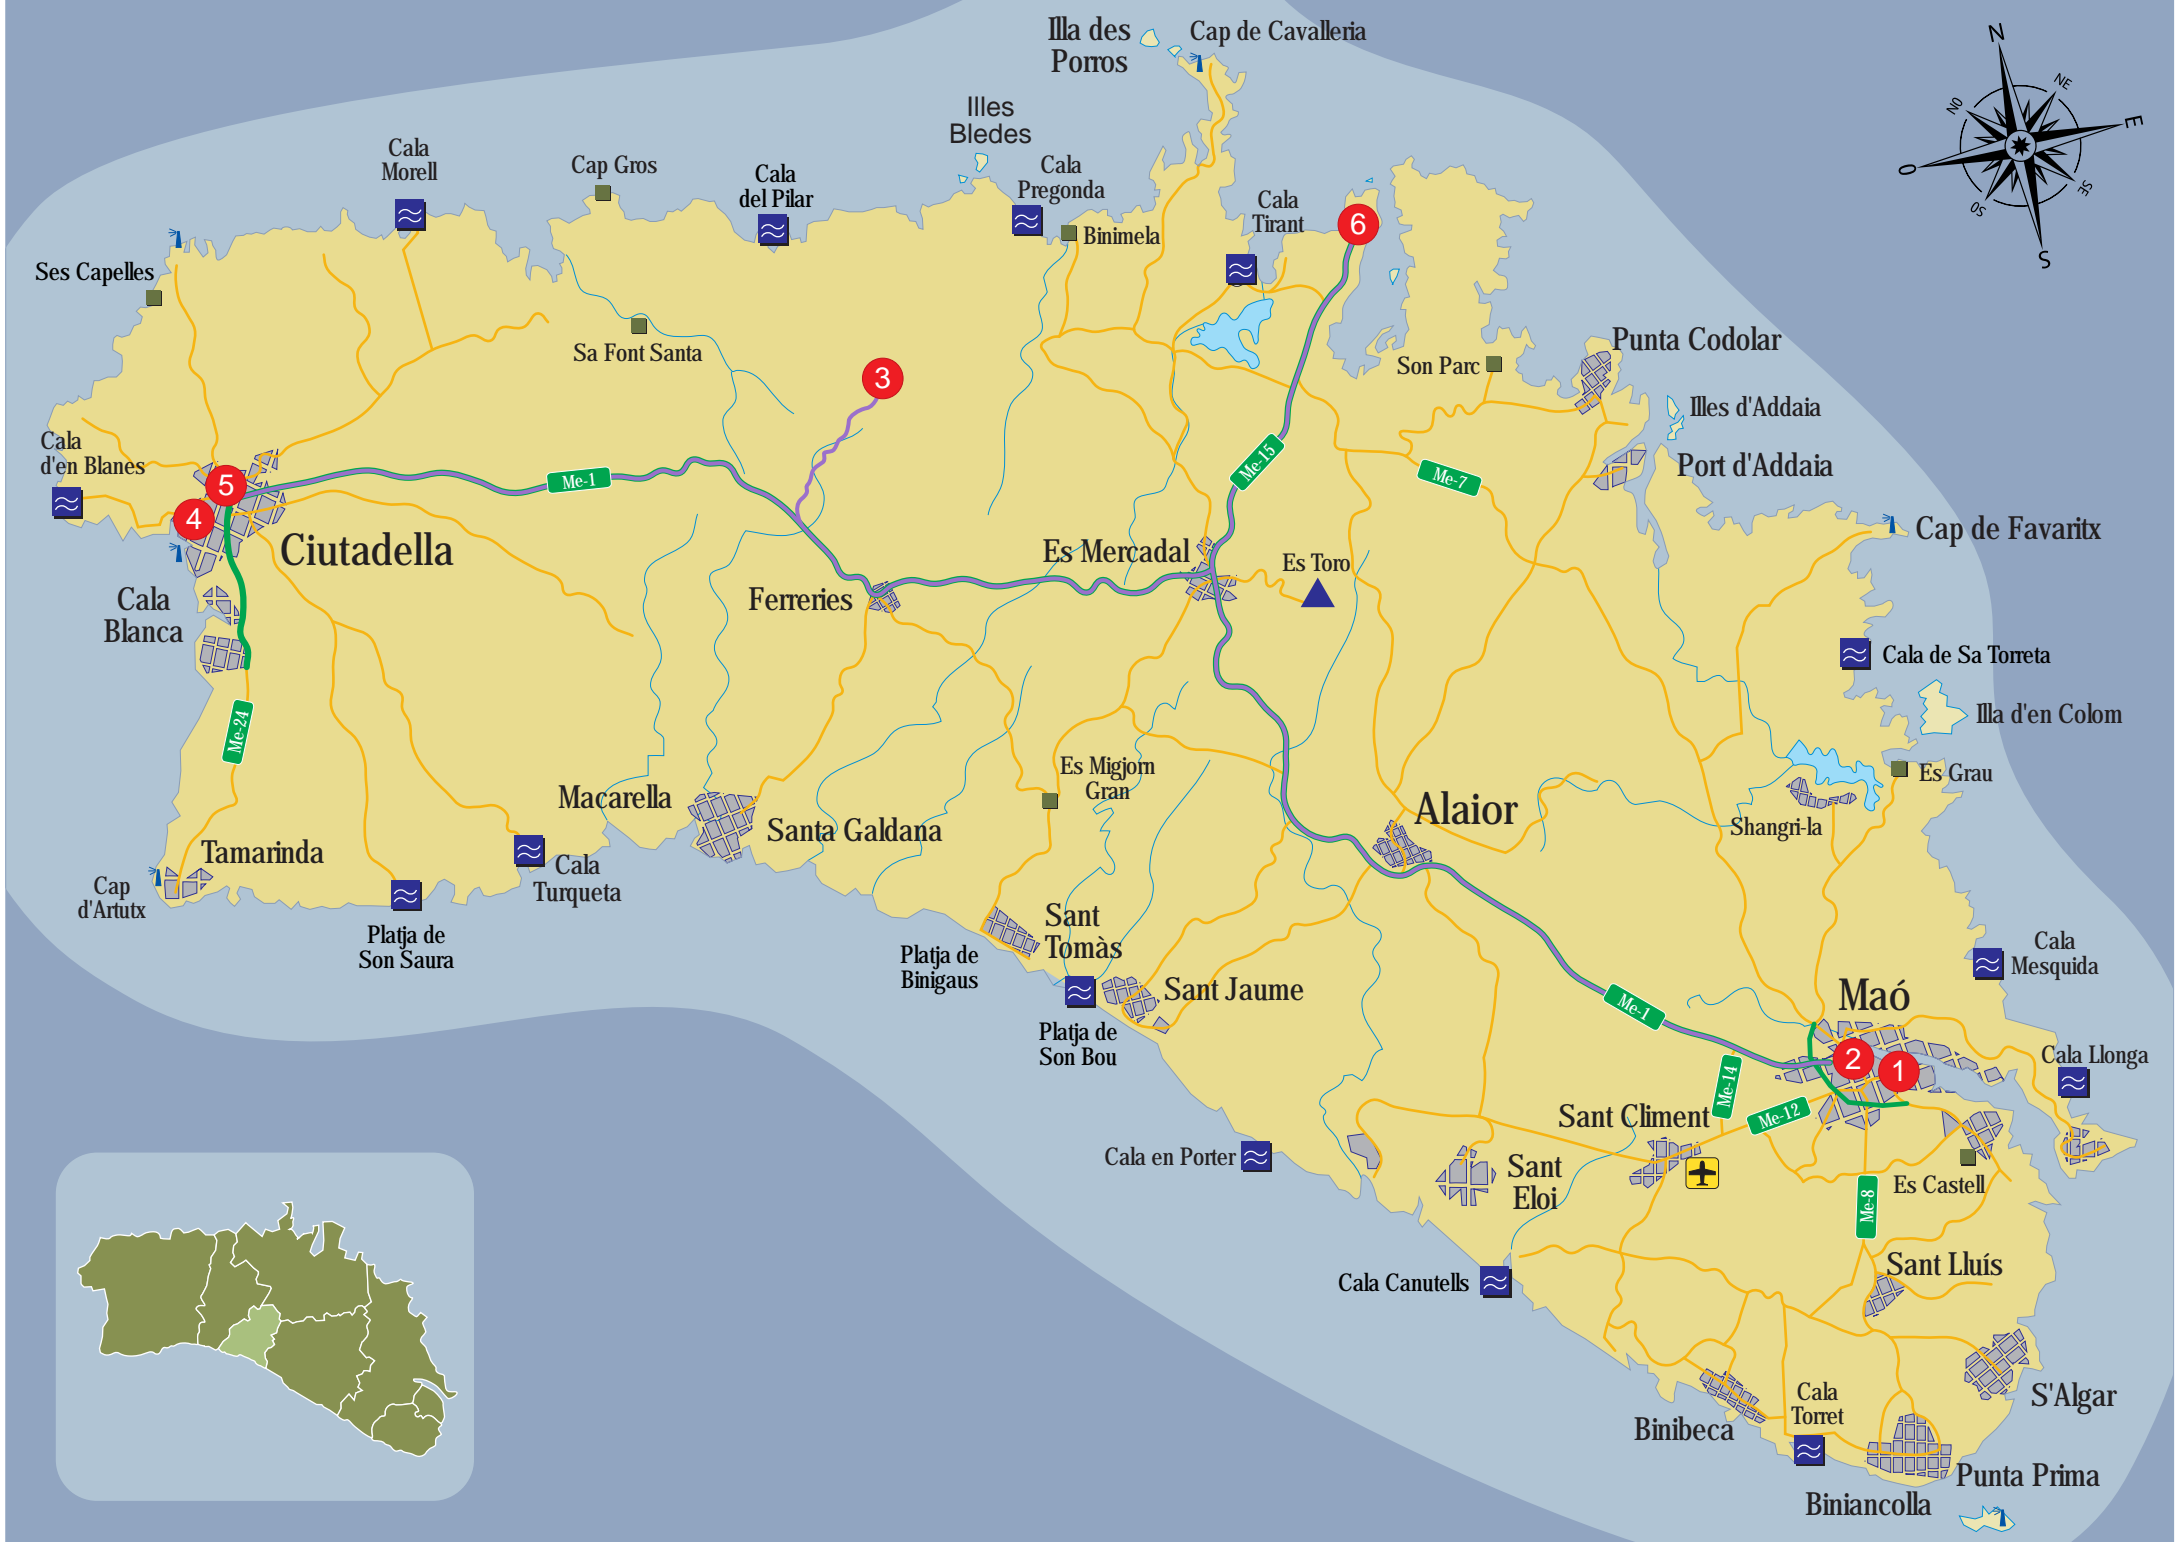 Illa des
Porros
Cap de Cavalleria
N
NE
E
SE
S
SO
O
NO
Illes
Bledes
Cala
Morell
Cap Gros
Cala
del Pilar
Cala
Pregonda
Binimela
Cala
Tirant
6
Ses Capelles
Sa Font Santa
3
Son Parc
Punta Codolar
Illes d'Addaia
Port d'Addaia
Cala
d'en Blanes
5
4
Me-1
Me-15
Me-7
Cap de Favaritx
Ciutadella
Es Mercadal
Es Toro
Ferreries
Cala
Blanca
Cala de Sa Torreta
Illa d'en Colom
Me-24
Es Migjorn
Gran
Es Grau
Macarella
Santa Galdana
Alaior
Shangri-la
Tamarinda
Cap
d'Artutx
Cala
Turqueta
Platja de
Son Saura
Sant
Tomàs
Platja de
Binigaus
Sant Jaume
Cala
Mesquida
Maó
Me-1
Platja de
Son Bou
2
1
Cala Llonga
Me-14
Me-12
Sant Climent
Cala en Porter
Sant
Eloi
Es Castell
Me-8
Cala Canutells
Sant Lluís
S'Algar
Cala
Torret
Binibeca
Punta Prima
Biniancolla